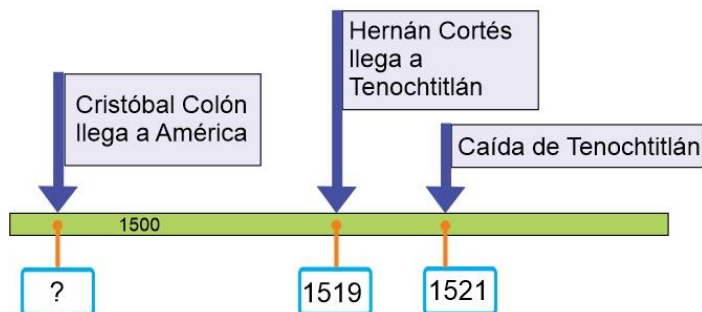 Cristóbal Colón
llega a América
Hernán Cortés
llega a
Tenochtitlán
Caída de Tenochtitlán
1500
?
1519
1521